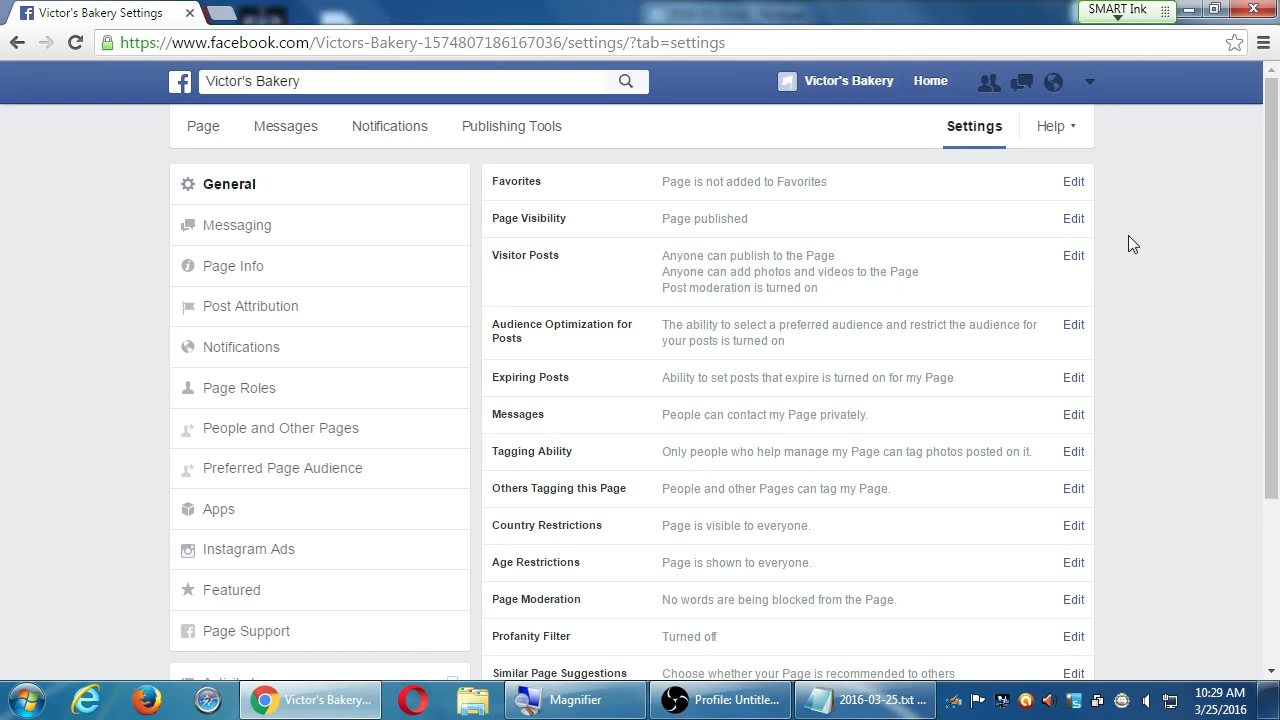 Victor's Bakery Settings
SMART Ink
https://www.facebook.com/Victors-Bakery-1574807186167036/settings/?tab=settings
Victor's Bakery
Victor's Bakery
Home
Page
Messages
Notifications
Publishing Tools
Settings
Help
General
Messaging
Page Info
Post Attribution
Notifications
Page Roles
People and Other Pages
Preferred Page Audience
Apps
Instagram Ads
Featured
Page Support
Favorites
Page is not added to Favorites
Edit
Page Visibility
Page published
Edit
Visitor Posts
Anyone can publish to the Page
Anyone can add photos and videos to the Page
Post moderation is turned on
Edit
Audience Optimization for
Posts
The ability to select a preferred audience and restrict the audience for
your posts is turned on
Edit
Expiring Posts
Ability to set posts that expire is turned on for my Page
Edit
Messages
People can contact my Page privately.
Edit
Tagging Ability
Only people who help manage my Page can tag photos posted on it.
Edit
Others Tagging this Page
People and other Pages can tag my Page.
Edit
Country Restrictions
Page is visible to everyone.
Edit
Age Restrictions
Page is shown to everyone.
Edit
Page Moderation
No words are being blocked from the Page.
Edit
Profanity Filter
Turned off
Edit
Similar Page Suggestions
Choose whether your Page is recommended to others
Edit
Victor's Bakery...
Magnifier
Profile: Untitle...
2016-03-25.txt ...
10:29 AM
3/25/2016